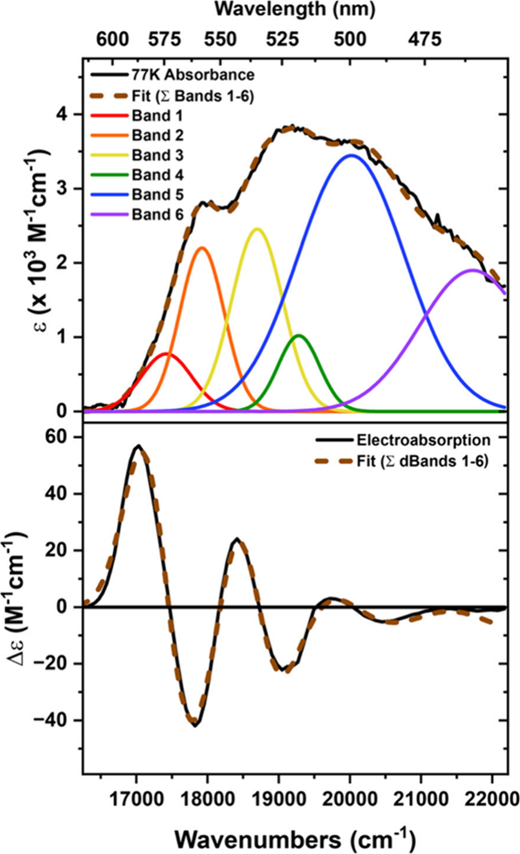 Wavelength (nm)
600 575 550 525 500 475
77K Absorbance
Fit (Σ Bands 1-6)
Band 1
Band 2
Band 3
Band 4
Band 5
Band 6
ε (x 10³ M⁻¹cm⁻¹)
4
3
2
1
0
Electroabsorption
Fit (Σ dBands 1-6)
Δε (M⁻¹cm⁻¹)
60
40
20
0
−20
−40
17000 18000 19000 20000 21000 22000
Wavenumbers (cm⁻¹)